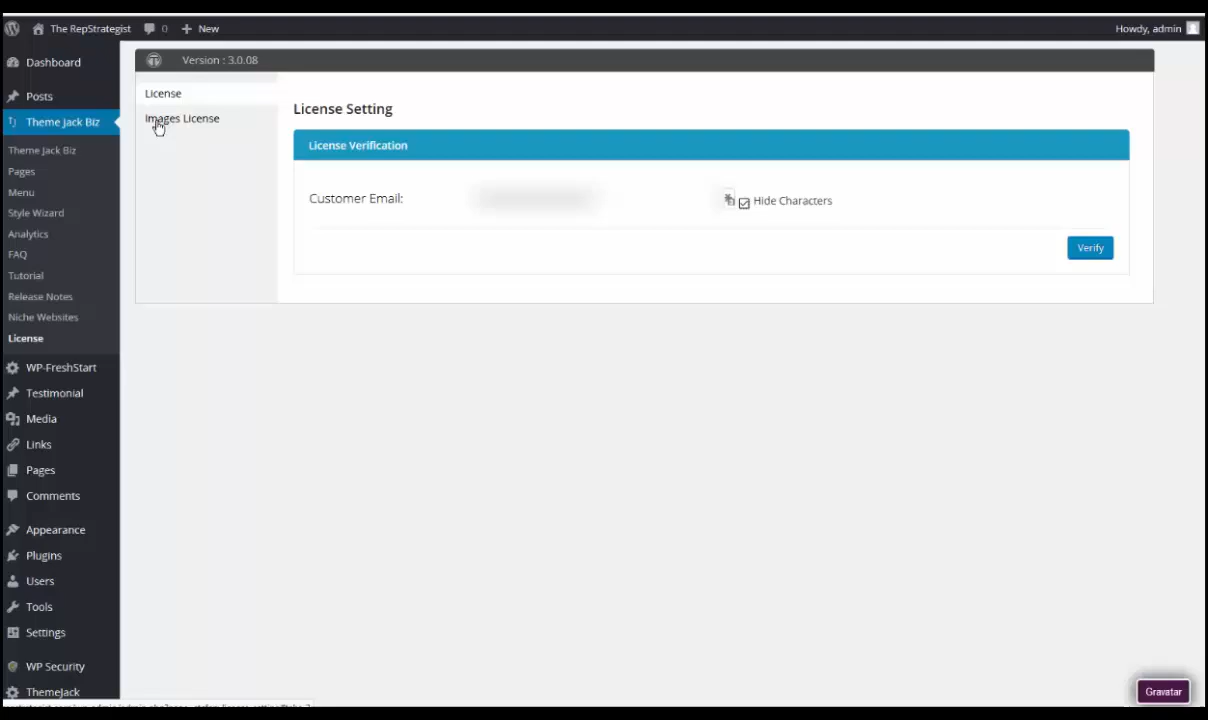 The RepStrategist 0 New Howdy, admin
Dashboard
Posts
Theme Jack Biz
Theme Jack Biz
Pages
Menu
Style Wizard
Analytics
FAQ
Tutorial
Release Notes
Niche Websites
License
WP-FreshStart
Testimonial
Media
Links
Pages
Comments
Appearance
Plugins
Users
Tools
Settings
WP Security
ThemeJack
Version : 3.0.08
License
Images License
License Setting
License Verification
Customer Email:
Hide Characters
Verify
Gravatar